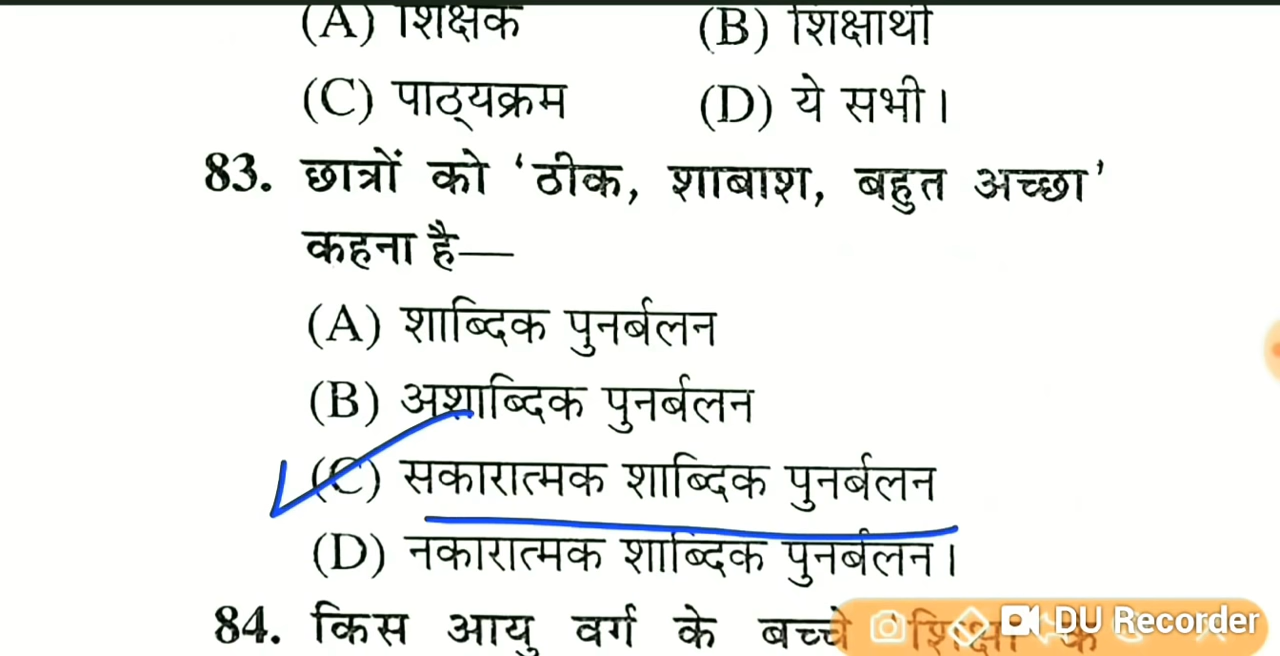 (A) शिक्षक (B) शिक्षार्थी
(C) पाठ्यक्रम (D) ये सभी।
83. छात्रों को ‘ठीक, शाबाश, बहुत अच्छा’
कहना है—
(A) शाब्दिक पुनर्बलन
(B) अशाब्दिक पुनर्बलन
(C) सकारात्मक शाब्दिक पुनर्बलन
(D) नकारात्मक शाब्दिक पुनर्बलन।
84. किस आयु वर्ग के बच्चे 'शिक्षा के
DU Recorder